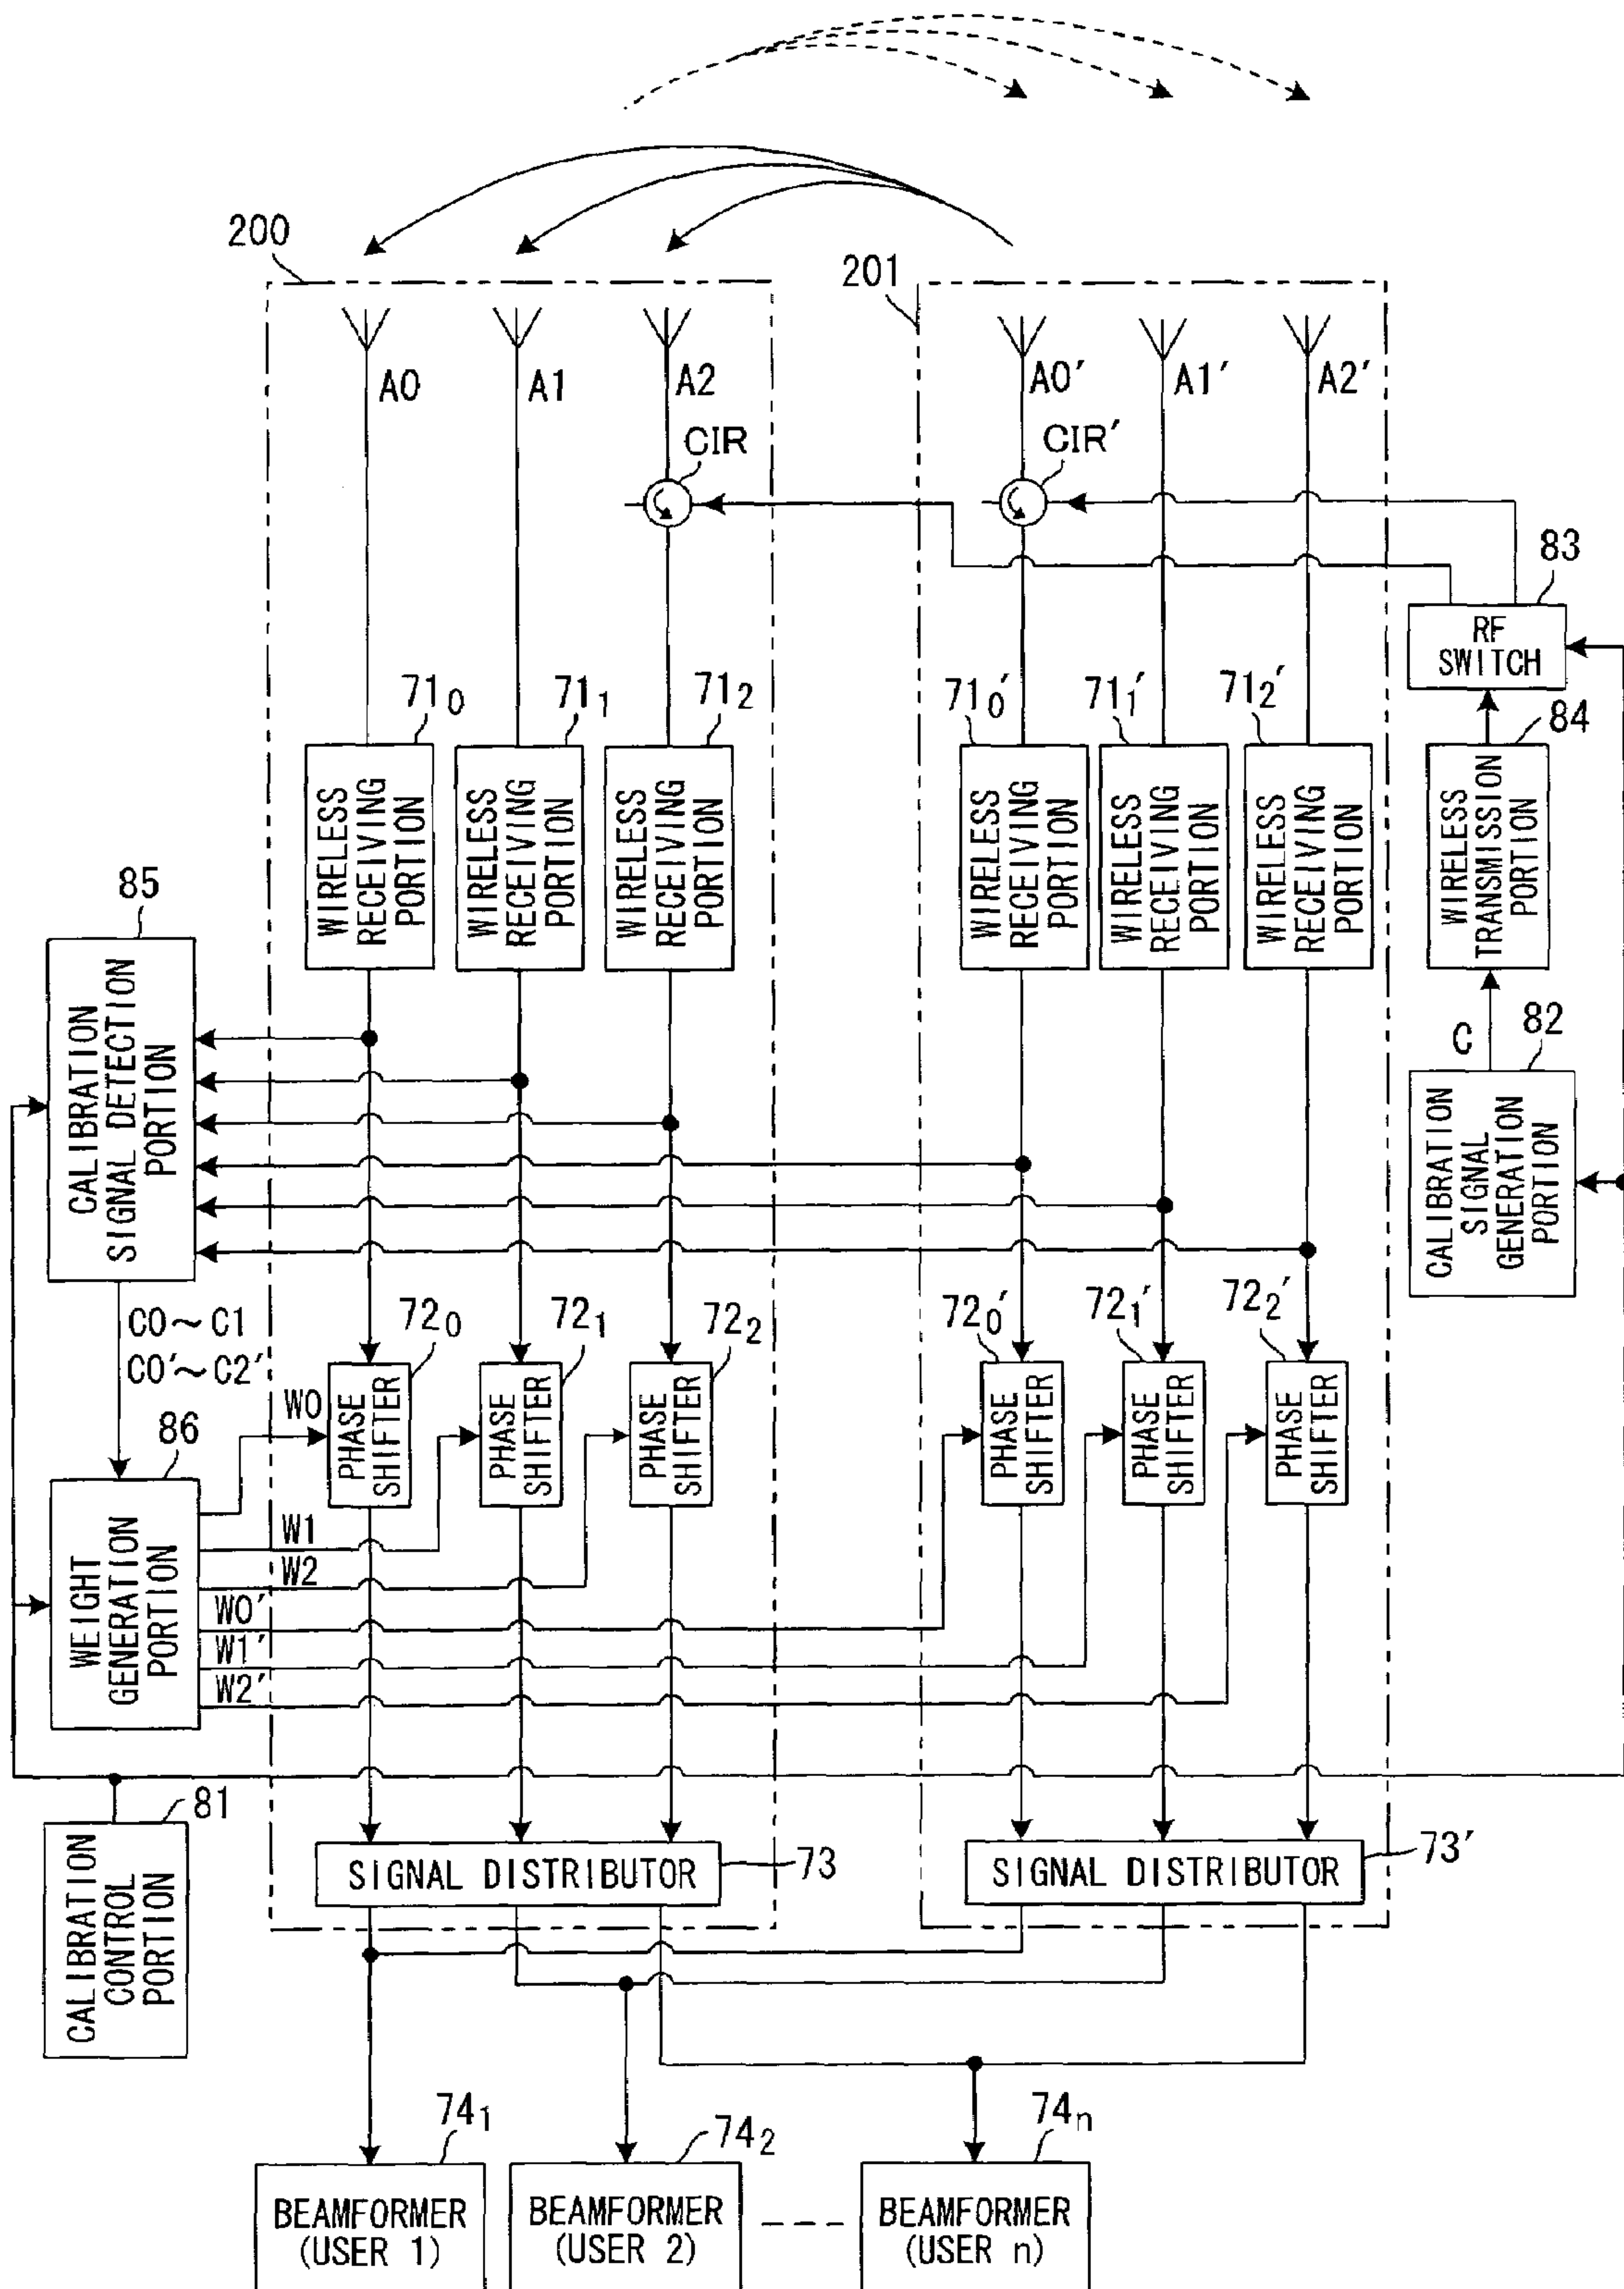 200
201
A0
A1
A2
A0′
A1′
A2′
CIR
CIR′
83
RF
SWITCH
71₀
71₁
71₂
71₀′
71₁′
71₂′
84
WIRELESS
RECEIVING
PORTION
WIRELESS
RECEIVING
PORTION
WIRELESS
RECEIVING
PORTION
WIRELESS
RECEIVING
PORTION
WIRELESS
RECEIVING
PORTION
WIRELESS
RECEIVING
PORTION
WIRELESS
TRANSMISSION
PORTION
85
CALIBRATION
SIGNAL DETECTION
PORTION
C
82
CALIBRATION
SIGNAL
GENERATION
PORTION
C0～C1
C0′～C2′
72₀
72₁
72₂
72₀′
72₁′
72₂′
86
W0
PHASE
SHIFTER
PHASE
SHIFTER
PHASE
SHIFTER
PHASE
SHIFTER
PHASE
SHIFTER
PHASE
SHIFTER
WEIGHT
GENERATION
PORTION
W1
W2
W0′
W1′
W2′
81
CALIBRATION
CONTROL
PORTION
SIGNAL DISTRIBUTOR
73
SIGNAL DISTRIBUTOR
73′
74₁
74₂
74n
BEAMFORMER
(USER 1)
BEAMFORMER
(USER 2)
BEAMFORMER
(USER n)